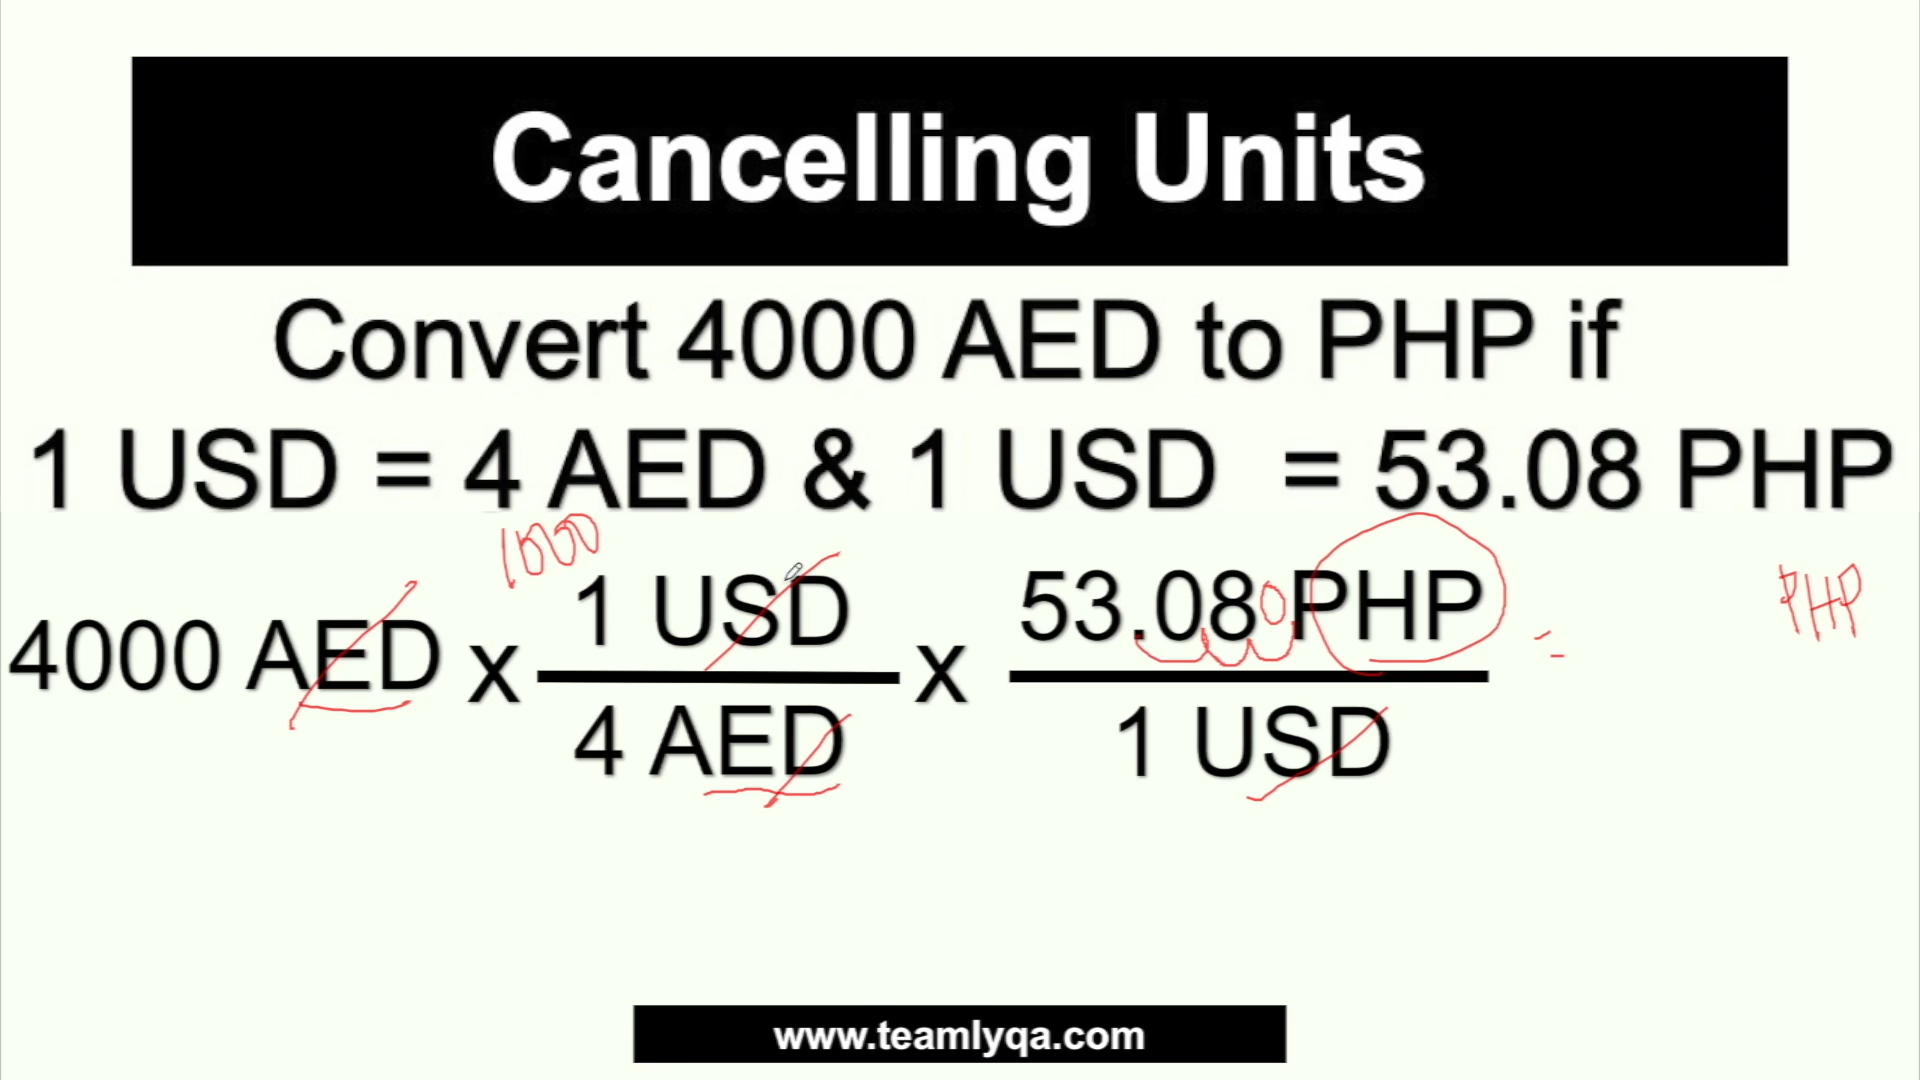 Cancelling Units
Convert 4000 AED to PHP if
1 USD = 4 AED & 1 USD = 53.08 PHP
1000
4000 AED x 1 USD / 4 AED x 53.080 PHP / 1 USD = PHP
www.teamlyqa.com